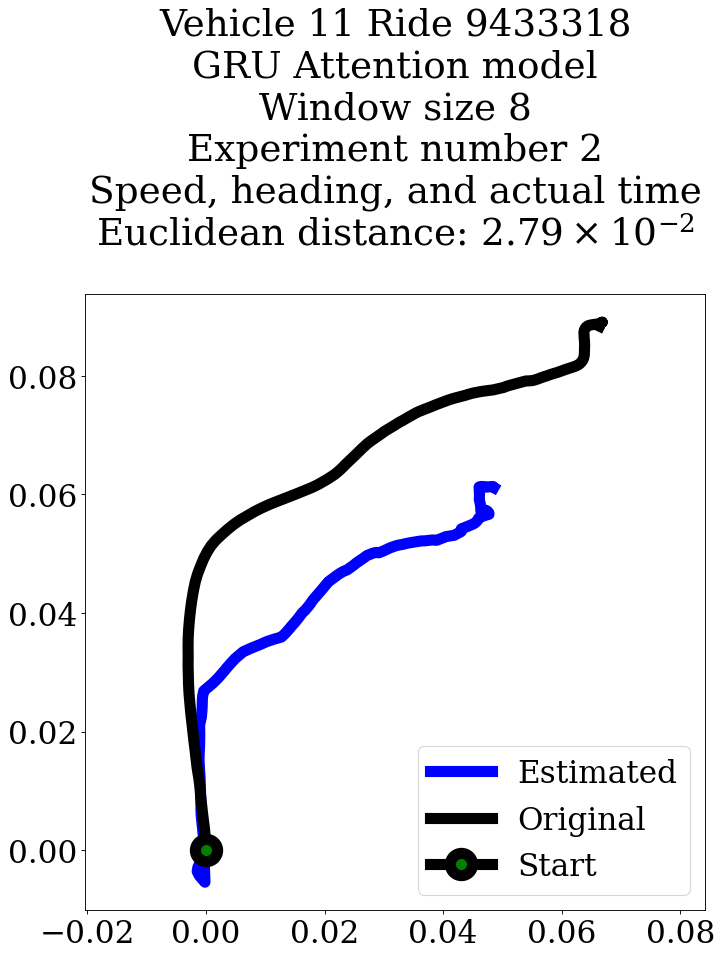 Vehicle 11 Ride 9433318
GRU Attention model
Window size 8
Experiment number 2
Speed, heading, and actual time
Euclidean distance: 2.79 × 10⁻²
0.08
0.06
0.04
0.02
0.00
Estimated
Original
Start
−0.02 0.00 0.02 0.04 0.06 0.08